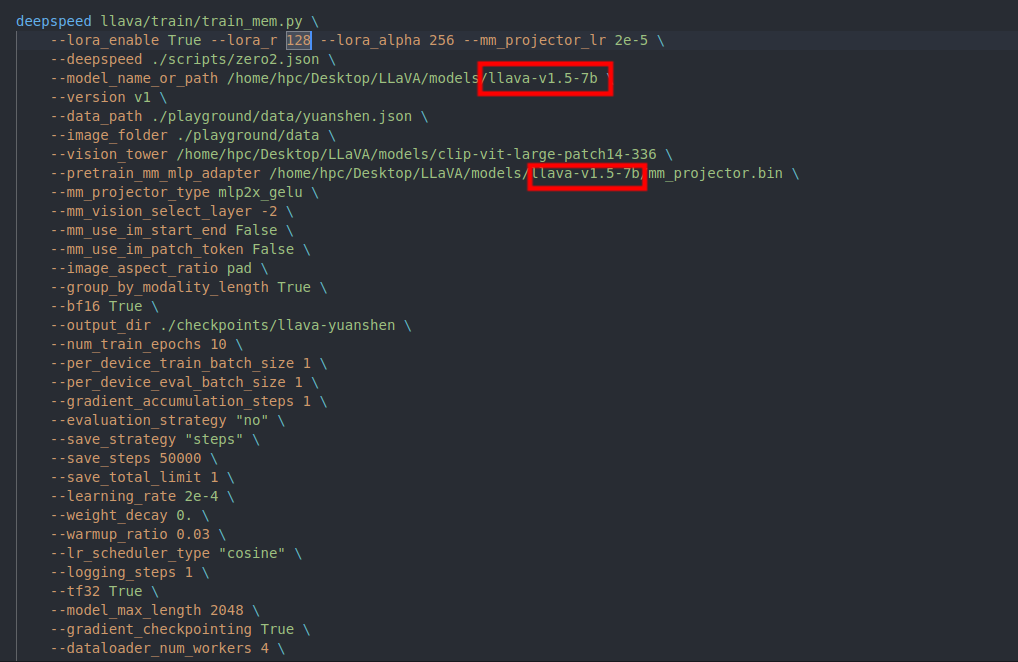 deepspeed llava/train/train_mem.py \
--lora_enable True --lora_r 128 --lora_alpha 256 --mm_projector_lr 2e-5 \
--deepspeed ./scripts/zero2.json \
--model_name_or_path /home/hpc/Desktop/LLaVA/models/llava-v1.5-7b \
--version v1 \
--data_path ./playground/data/yuanshen.json \
--image_folder ./playground/data \
--vision_tower /home/hpc/Desktop/LLaVA/models/clip-vit-large-patch14-336 \
--pretrain_mm_mlp_adapter /home/hpc/Desktop/LLaVA/models/llava-v1.5-7b/mm_projector.bin \
--mm_projector_type mlp2x_gelu \
--mm_vision_select_layer -2 \
--mm_use_im_start_end False \
--mm_use_im_patch_token False \
--image_aspect_ratio pad \
--group_by_modality_length True \
--bf16 True \
--output_dir ./checkpoints/llava-yuanshen \
--num_train_epochs 10 \
--per_device_train_batch_size 1 \
--per_device_eval_batch_size 1 \
--gradient_accumulation_steps 1 \
--evaluation_strategy "no" \
--save_strategy "steps" \
--save_steps 50000 \
--save_total_limit 1 \
--learning_rate 2e-4 \
--weight_decay 0. \
--warmup_ratio 0.03 \
--lr_scheduler_type "cosine" \
--logging_steps 1 \
--tf32 True \
--model_max_length 2048 \
--gradient_checkpointing True \
--dataloader_num_workers 4 \